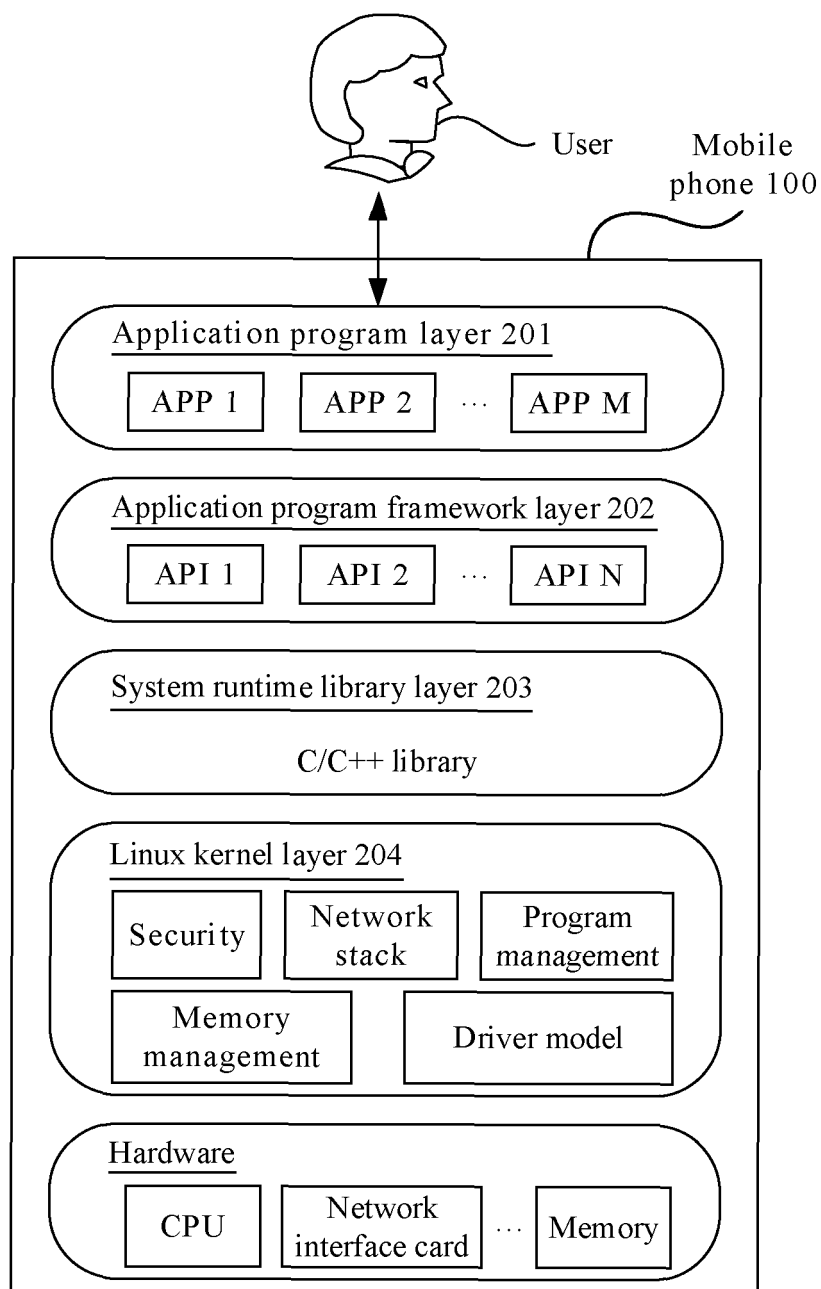 User
Mobile
phone 100
Application program layer 201
APP 1
APP 2
...
APP M
Application program framework layer 202
API 1
API 2
...
API N
System runtime library layer 203
C/C++ library
Linux kernel layer 204
Security
Network
stack
Program
management
Memory
management
Driver model
Hardware
CPU
Network
interface card
...
Memory